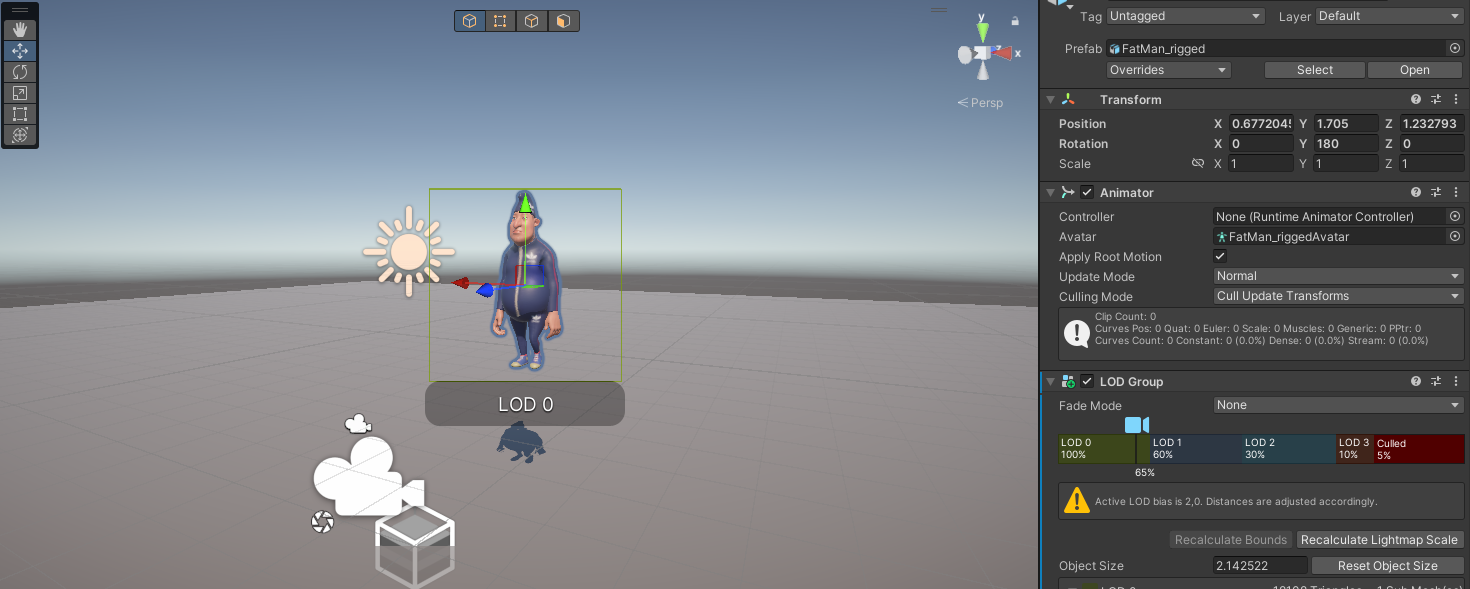 Tag Untagged Layer Default
Prefab FatMan_rigged
Overrides Select Open
y
x
Persp
Transform
Position X 0.6772045 Y 1.705 Z 1.232793
Rotation X 0 Y 180 Z 0
Scale X 1 Y 1 Z 1
Animator
Controller None (Runtime Animator Controller)
Avatar FatMan_riggedAvatar
Apply Root Motion
Update Mode Normal
Culling Mode Cull Update Transforms
Clip Count: 0
Curves Pos: 0 Quat: 0 Euler: 0 Scale: 0 Muscles: 0 Generic: 0 PPtr: 0
Curves Count: 0 Constant: 0 (0.0%) Dense: 0 (0.0%) Stream: 0 (0.0%)
LOD Group
Fade Mode None
LOD 0
LOD 0 LOD 1 LOD 2 LOD 3 Culled
100% 60% 30% 10% 5%
65%
Active LOD bias is 2,0. Distances are adjusted accordingly.
Recalculate Bounds Recalculate Lightmap Scale
Object Size 2.142522 Reset Object Size